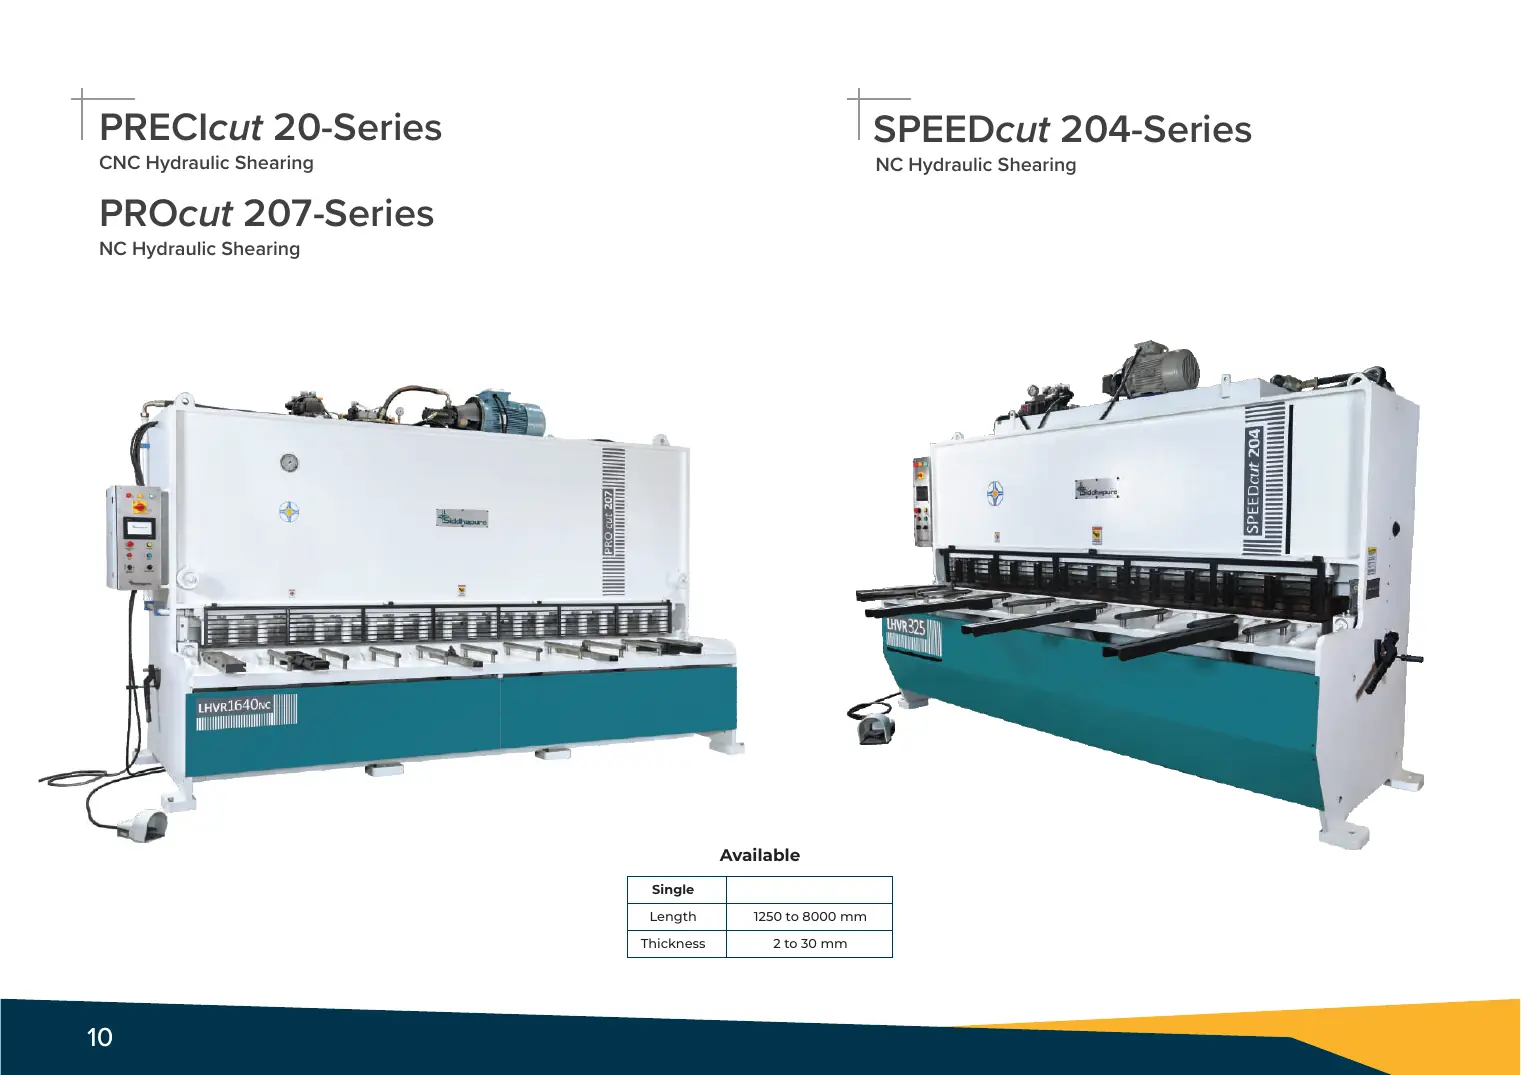 PRECIcut 20-Series
CNC Hydraulic Shearing
PROcut 207-Series
NC Hydraulic Shearing
SPEEDcut 204-Series
NC Hydraulic Shearing
Siddhapura
PRO cut 207
LHVR1640NC
Siddhapura
SPEEDcut 204
LHVR325
Available
Single
Length 1250 to 8000 mm
Thickness 2 to 30 mm
10